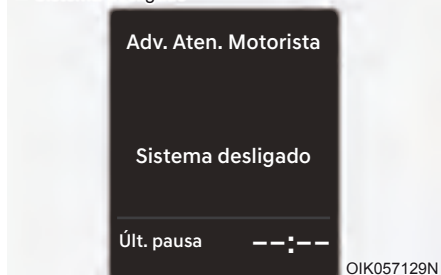 Adv. Aten. Motorista
Sistema desligado
Últ. pausa --:--
OIK057129N